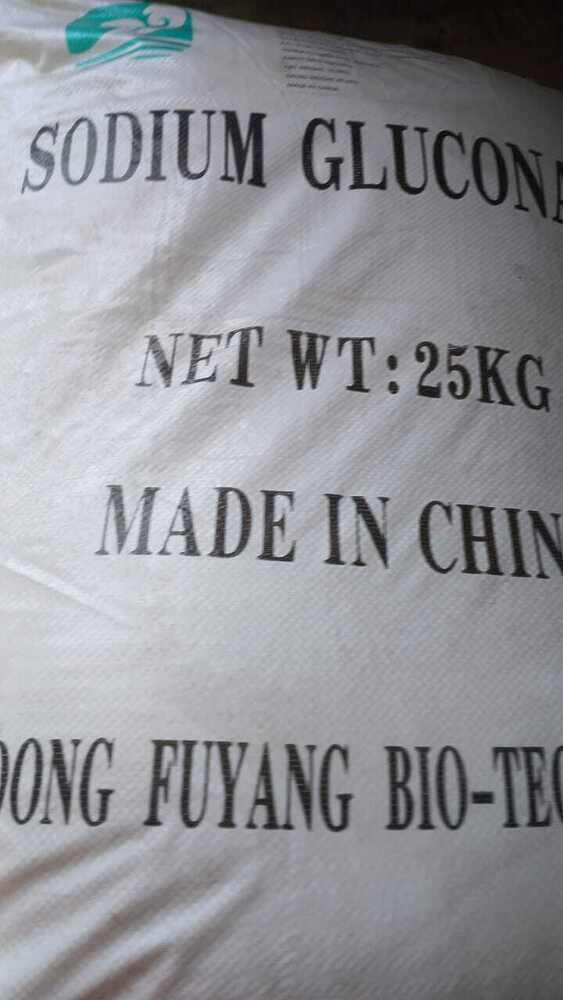 SODIUM GLUCONA
NET WT:25KG
MADE IN CHIN
DONG FUYANG BIO-TEC